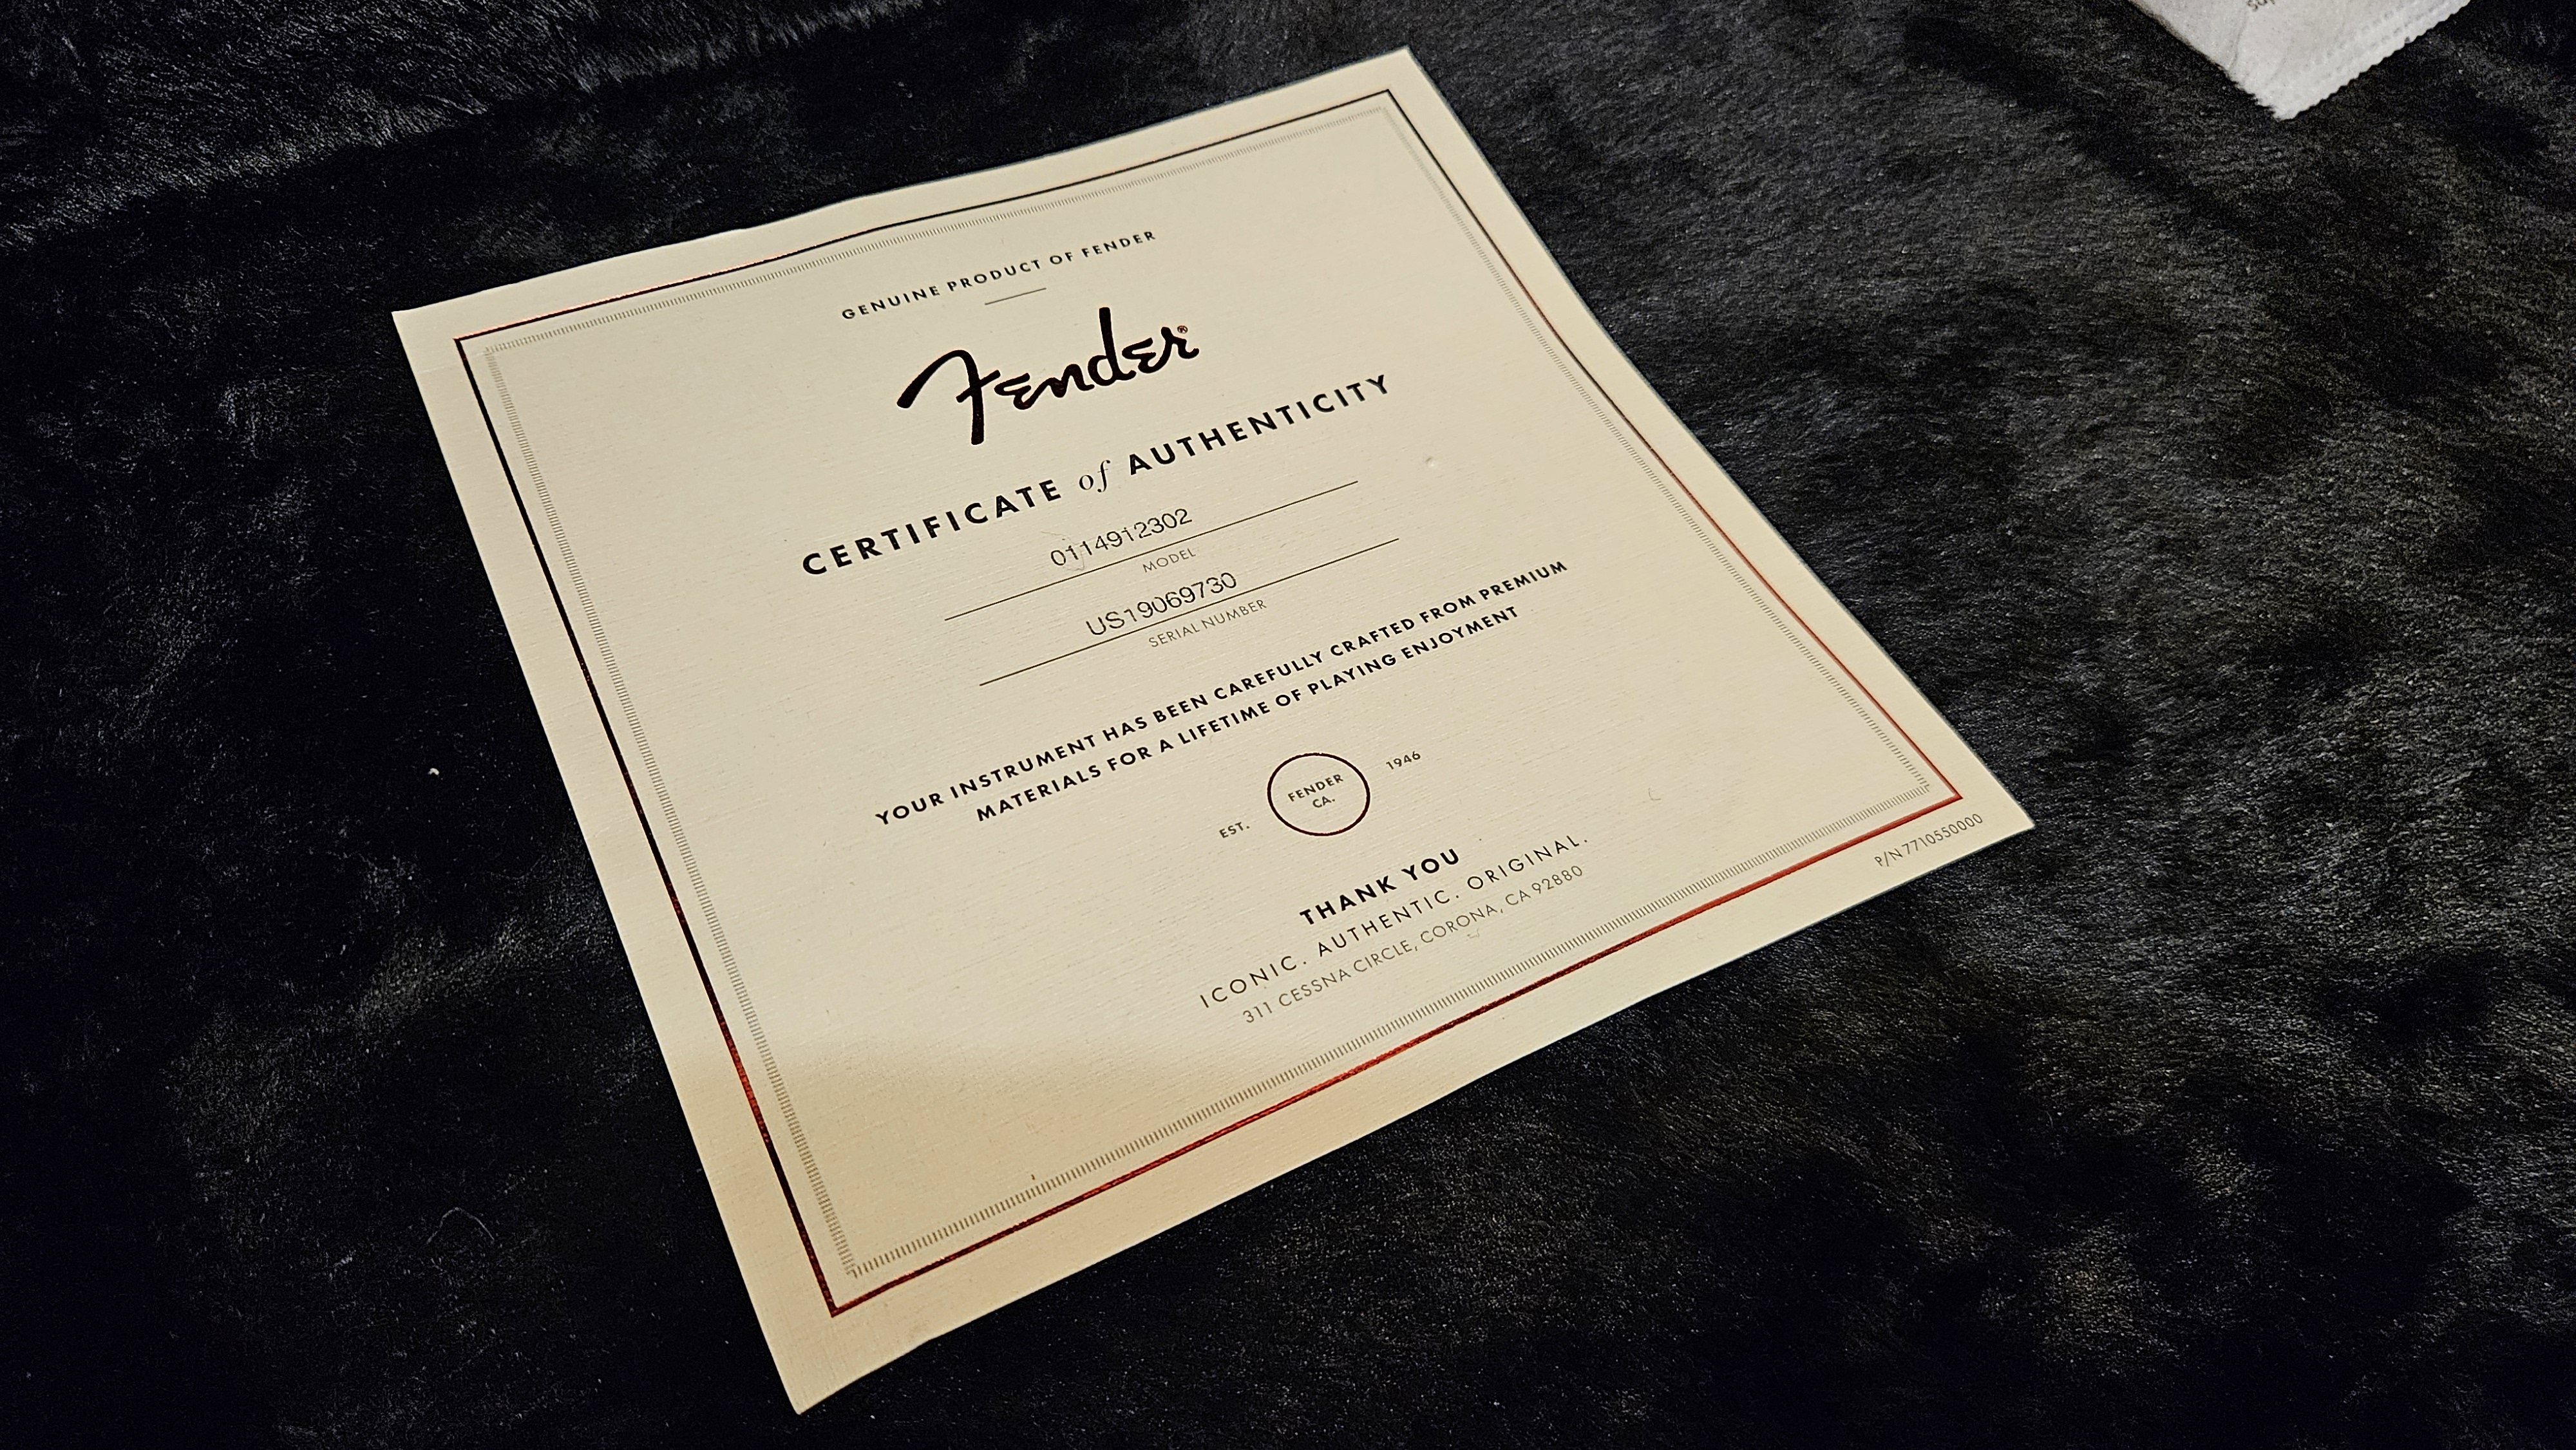 GENUINE PRODUCT OF FENDER
Fender®
CERTIFICATE of AUTHENTICITY
0114912302
MODEL
US19069730
SERIAL NUMBER
YOUR INSTRUMENT HAS BEEN CAREFULLY CRAFTED FROM PREMIUM
MATERIALS FOR A LIFETIME OF PLAYING ENJOYMENT
EST. FENDER CA. 1946
THANK YOU
ICONIC. AUTHENTIC. ORIGINAL.
311 CESSNA CIRCLE, CORONA, CA 92880
P/N 7710550000